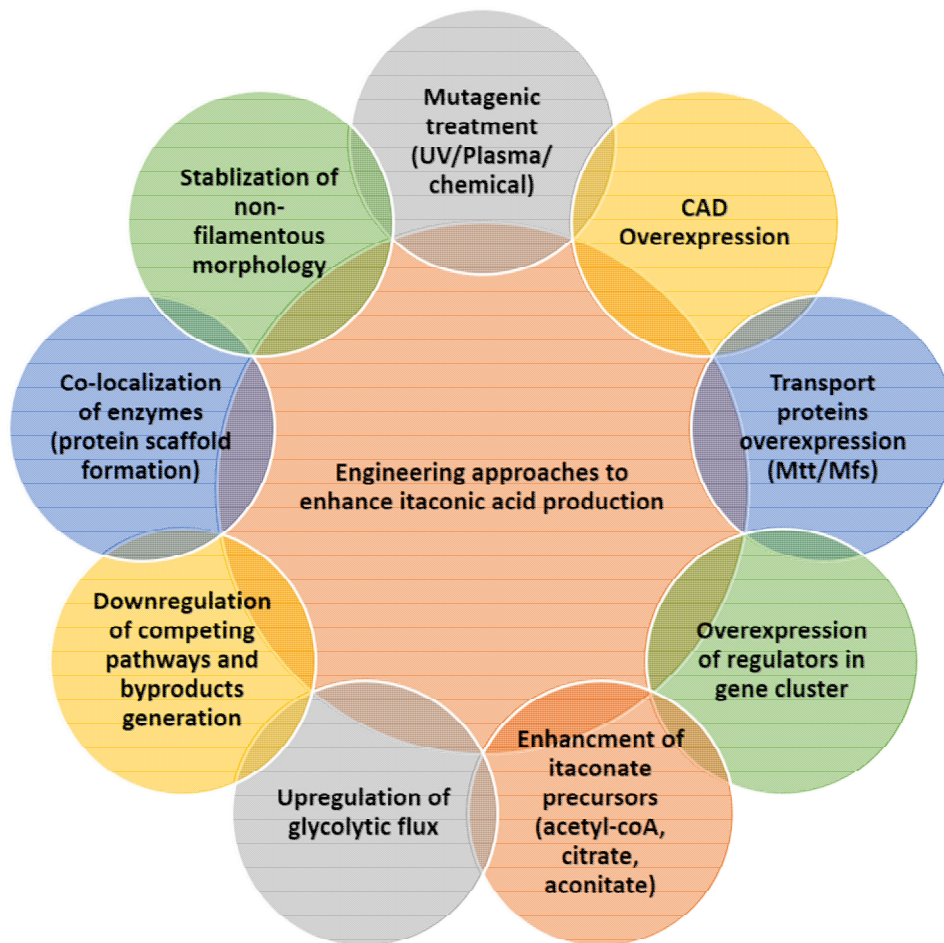 Mutagenic
treatment
(UV/Plasma/
chemical)
CAD
Overexpression
Transport
proteins
overexpression
(Mtt/Mfs)
Overexpression
of regulators in
gene cluster
Enhancment of
itaconate
precursors
(acetyl-coA,
citrate,
aconitate)
Upregulation of
glycolytic flux
Downregulation
of competing
pathways and
byproducts
generation
Co-localization
of enzymes
(protein scaffold
formation)
Stablization of
non-
filamentous
morphology
Engineering approaches to
enhance itaconic acid production